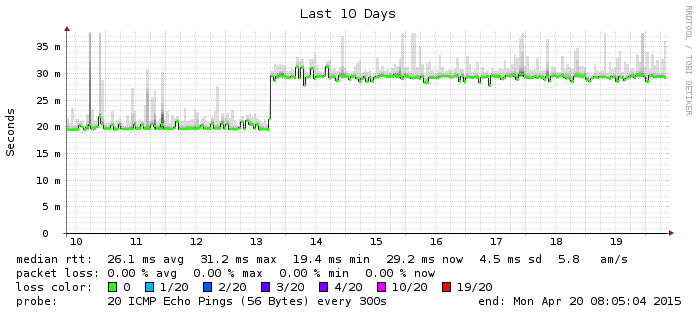 Last 10 Days
RRDTOOL / TOBI OETIKER
Seconds
35 m
30 m
25 m
20 m
15 m
10 m
5 m
0
10 11 12 13 14 15 16 17 18 19
median rtt: 26.1 ms avg 31.2 ms max 19.4 ms min 29.2 ms now 4.5 ms sd 5.8 am/s
packet loss: 0.00 % avg 0.00 % max 0.00 % min 0.00 % now
loss color: 0 1/20 2/20 3/20 4/20 10/20 19/20
probe: 20 ICMP Echo Pings (56 Bytes) every 300s end: Mon Apr 20 08:05:04 2015